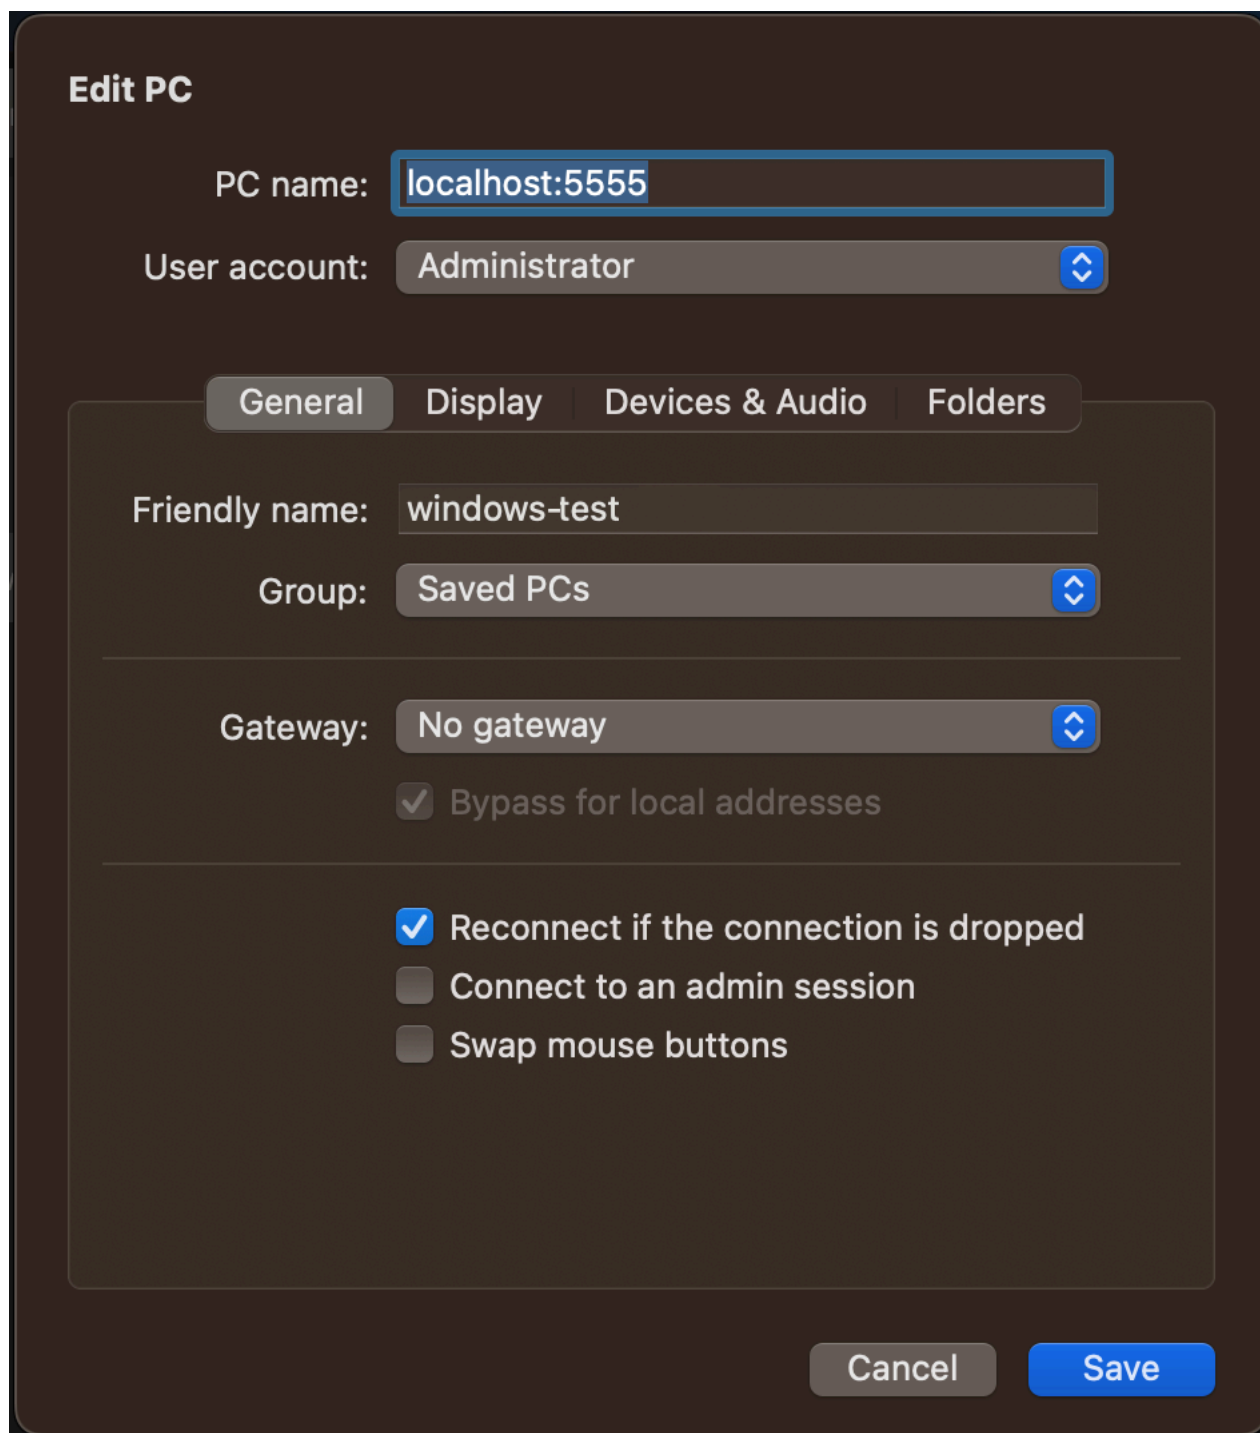 Edit PC
PC name: localhost:5555
User account: Administrator
General Display Devices & Audio Folders
Friendly name: windows-test
Group: Saved PCs
Gateway: No gateway
Bypass for local addresses
Reconnect if the connection is dropped
Connect to an admin session
Swap mouse buttons
Cancel Save